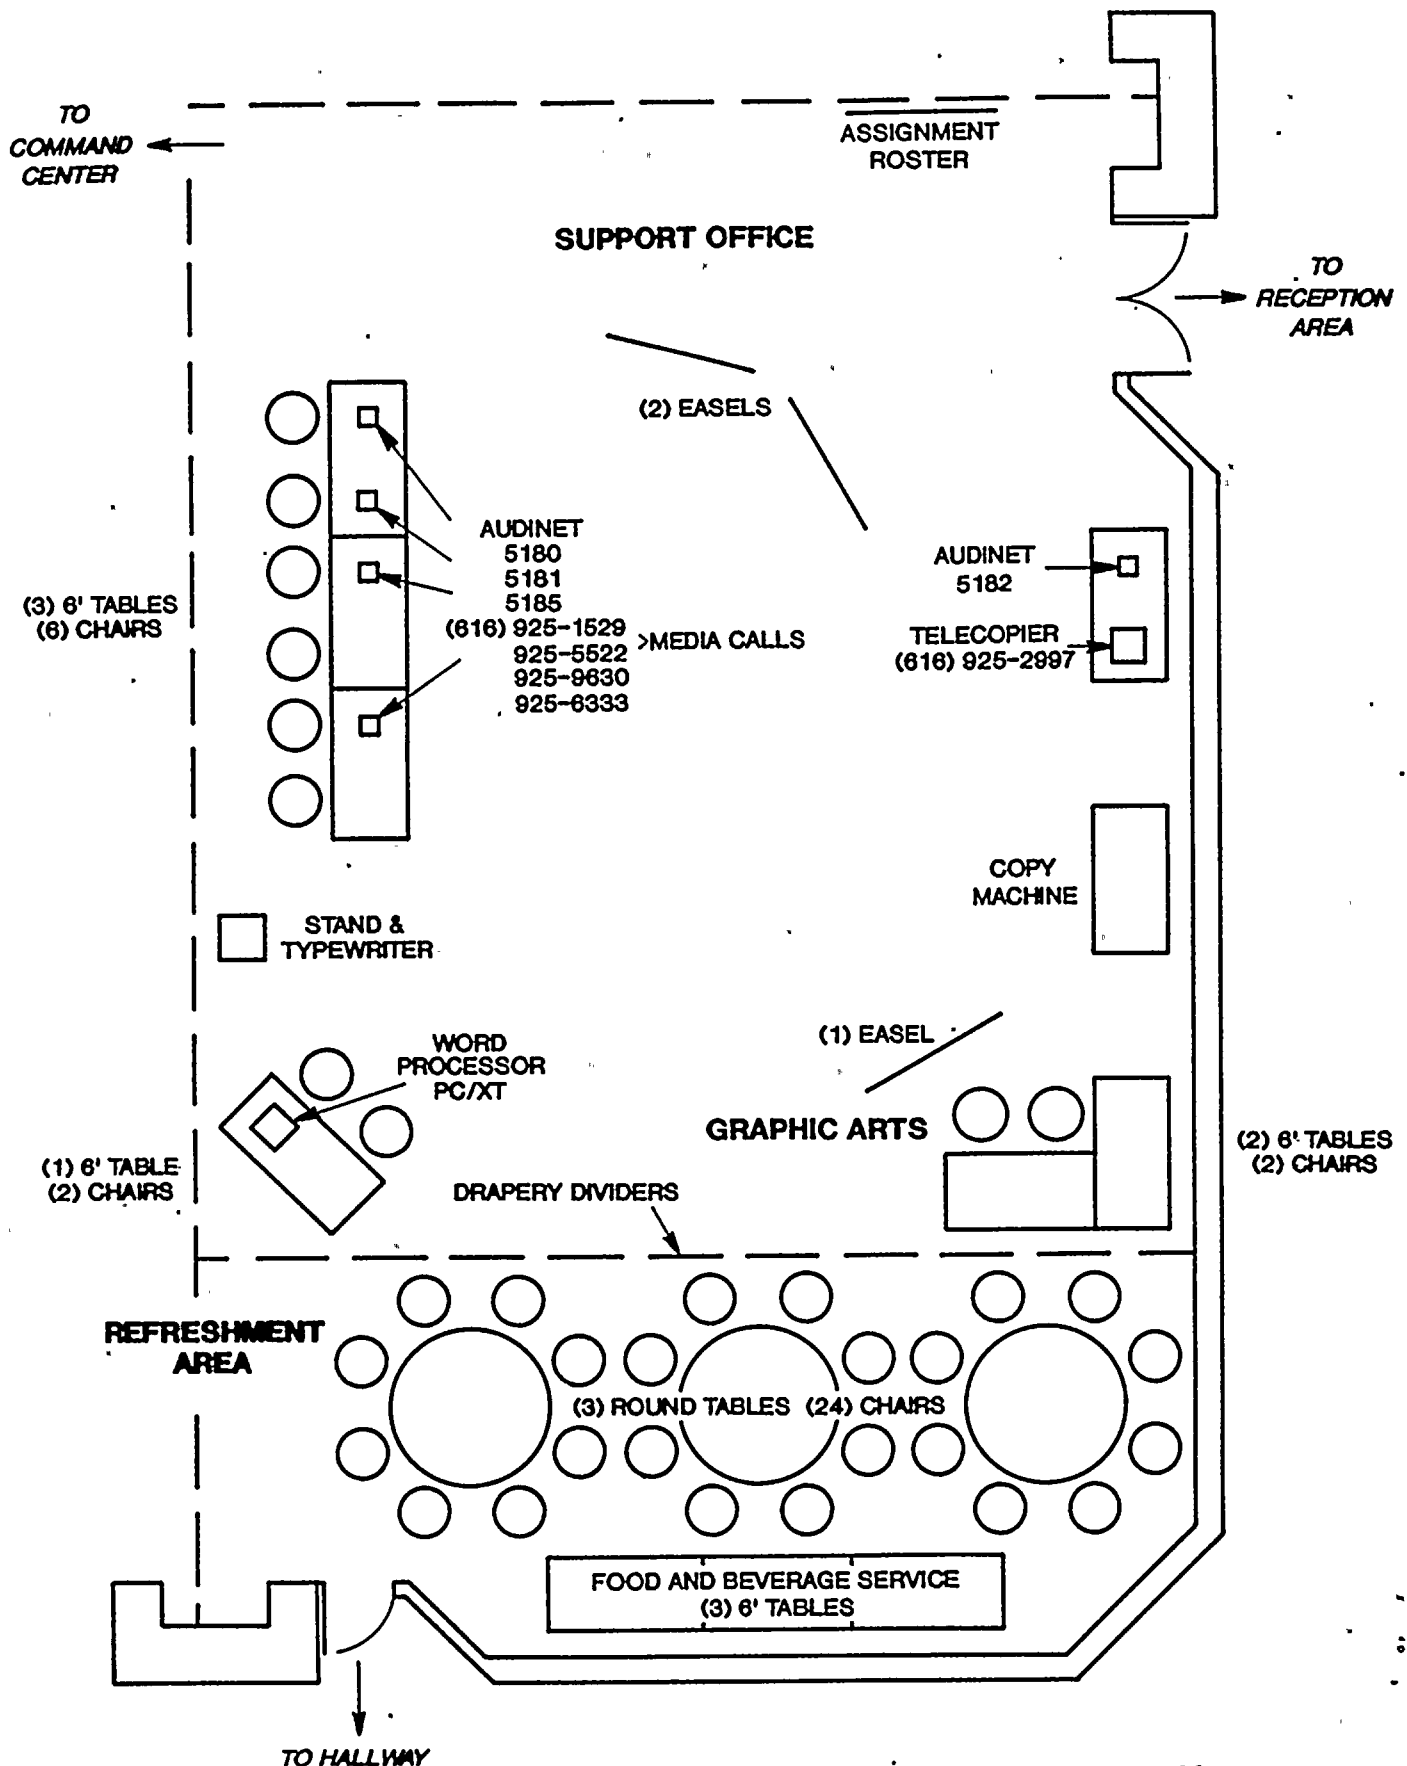 TO
COMMAND
CENTER
ASSIGNMENT
ROSTER
SUPPORT OFFICE
TO
RECEPTION
AREA
(2) EASELS
AUDINET
5180
5181
5185
(616) 925-1529
925-5522
925-9630
925-6333
>MEDIA CALLS
AUDINET
5182
TELECOPIER
(616) 925-2997
(3) 6' TABLES
(6) CHAIRS
COPY
MACHINE
STAND &
TYPEWRITER
(1) EASEL
WORD
PROCESSOR
PC/XT
GRAPHIC ARTS
(2) 6' TABLES
(2) CHAIRS
(1) 6' TABLE
(2) CHAIRS
DRAPERY DIVIDERS
REFRESHMENT
AREA
(3) ROUND TABLES (24) CHAIRS
FOOD AND BEVERAGE SERVICE
(3) 6' TABLES
TO HALLWAY